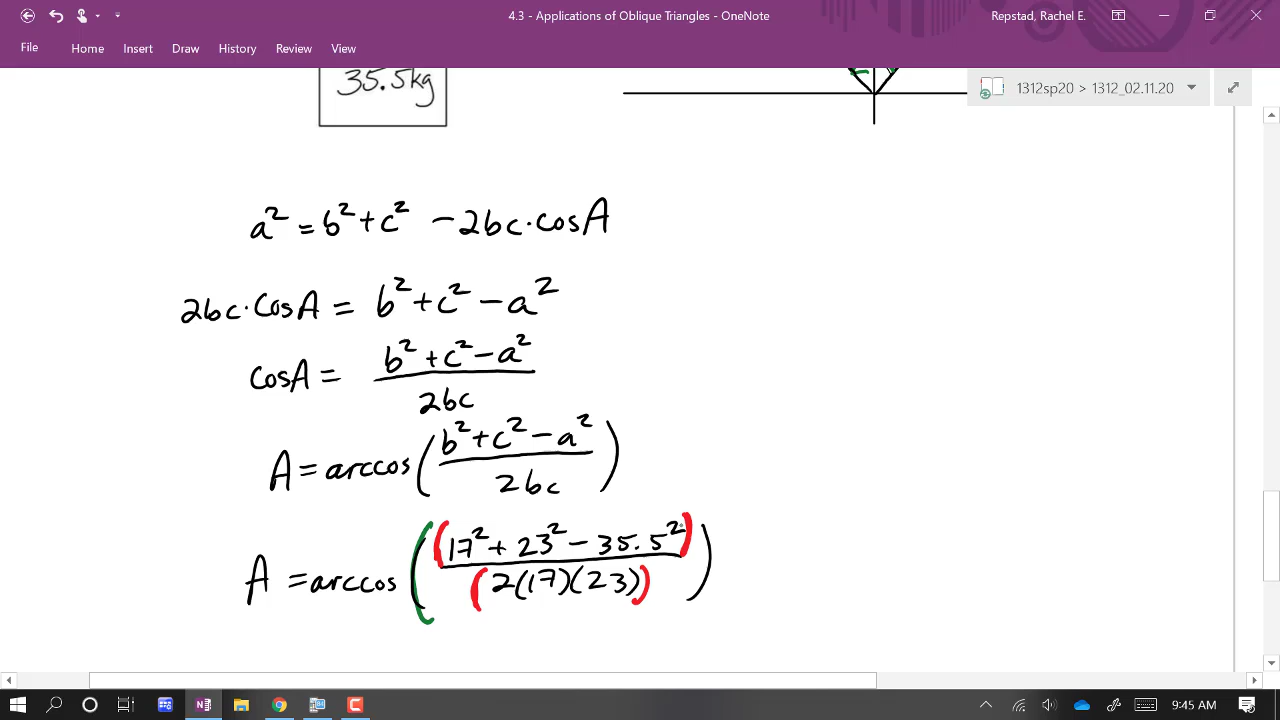 4.3 - Applications of Oblique Triangles - OneNote
Repstad, Rachel E.
File Home Insert Draw History Review View
35.5kg
1312sp20 > 1312_02.11.20
a² = b² + c² - 2bc·cosA
2bc·cosA = b² + c² - a²
cosA = (b² + c² - a²)/2bc
A = arccos((b² + c² - a²)/2bc)
A = arccos(((17² + 23² - 35.5²)/(2(17)(23))))
9:45 AM